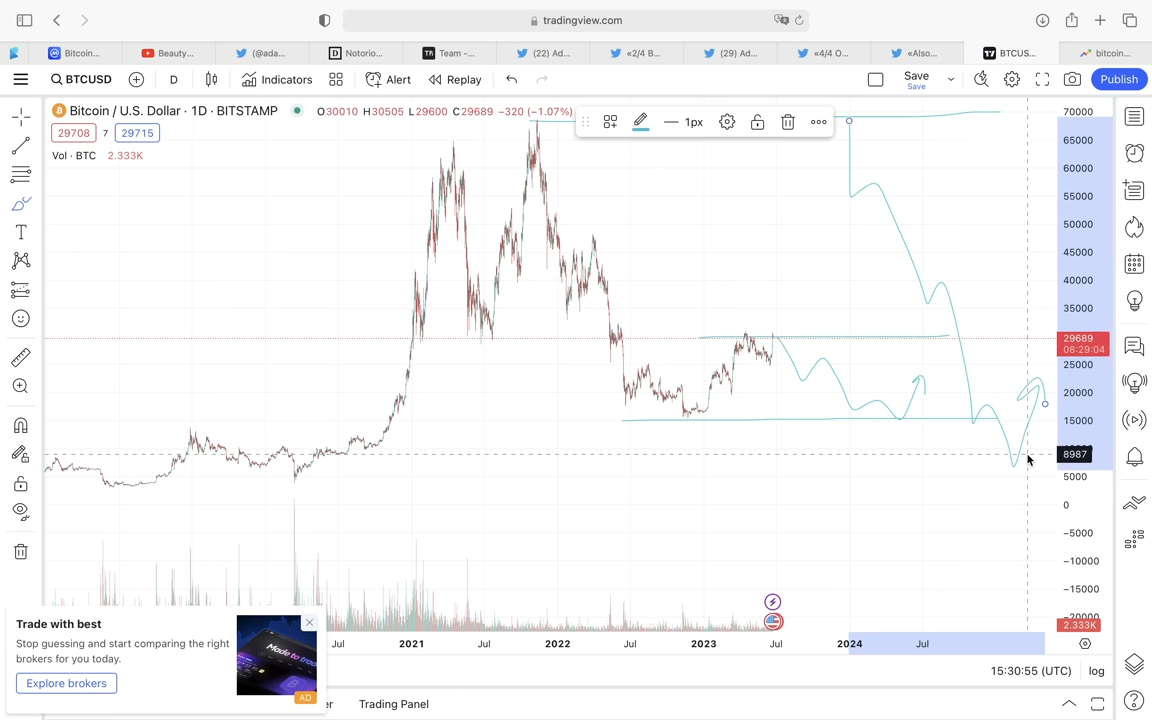 tradingview.com
Bitcoin...
Beauty...
(@ada...
D Notorio...
TR Team -...
(22) Ad...
«2/4 B...
(29) Ad...
«4/4 O...
«Also...
BTCUS...
bitcoin...
BTCUSD
D
Indicators
Alert
Replay
Save
Save
Publish
Bitcoin / U.S. Dollar · 1D · BITSTAMP
O30010 H30505 L29600 C29689 −320 (−1.07%)
1px
29708 7 29715
Vol · BTC 2.333K
70000
65000
60000
55000
50000
45000
40000
35000
29689
08:29:04
25000
20000
15000
8987
5000
0
−5000
−10000
−15000
−20000
2.333K
Jul 2021 Jul 2022 Jul 2023 Jul 2024 Jul
15:30:55 (UTC) log
Trade with best
Stop guessing and start comparing the right
brokers for you today.
Explore brokers
Made to trad
AD
er
Trading Panel